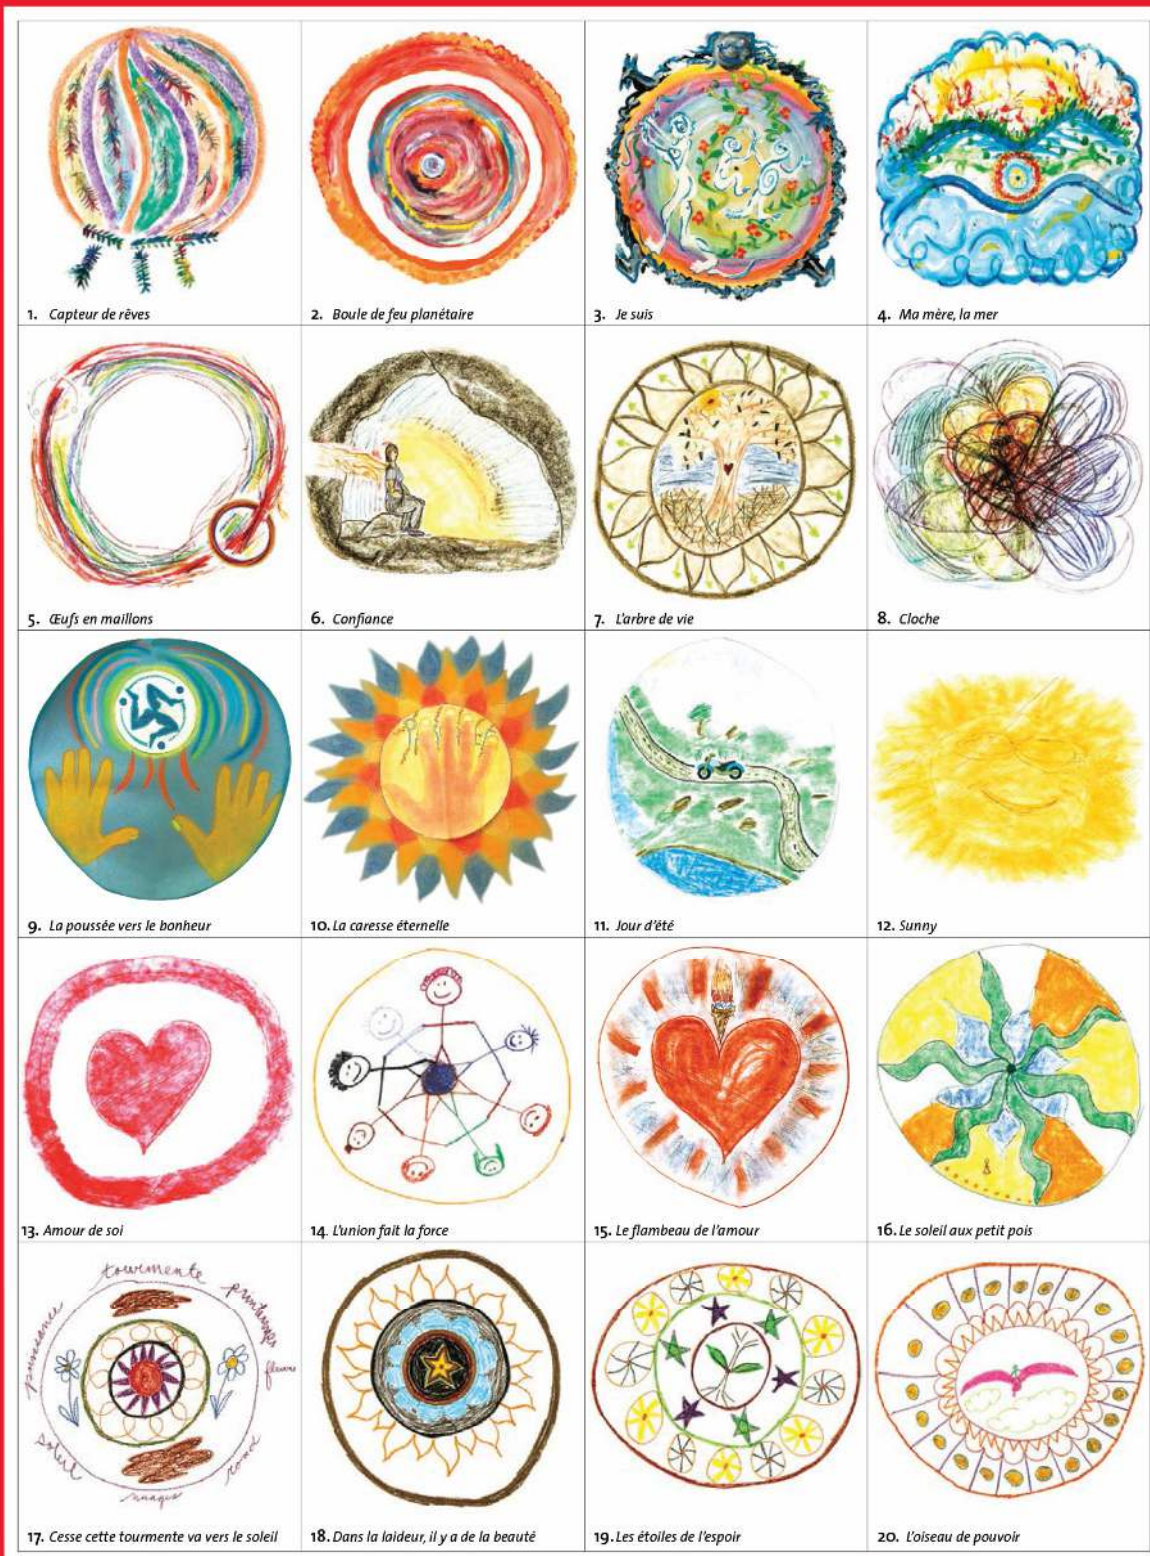 1. Capteur de rêves
2. Boule de feu planétaire
3. Je suis
4. Ma mère, la mer
5. Œufs en maillons
6. Confiance
7. L'arbre de vie
8. Cloche
9. La poussée vers le bonheur
10. La caresse éternelle
11. Jour d'été
12. Sunny
13. Amour de soi
14. L'union fait la force
15. Le flambeau de l'amour
16. Le soleil aux petit pois
tourmente
printemps
puissance
fleurs
soleil
rond
nuages
17. Cesse cette tourmente va vers le soleil
18. Dans la laideur, il y a de la beauté
19. Les étoiles de l'espoir
20. L'oiseau de pouvoir